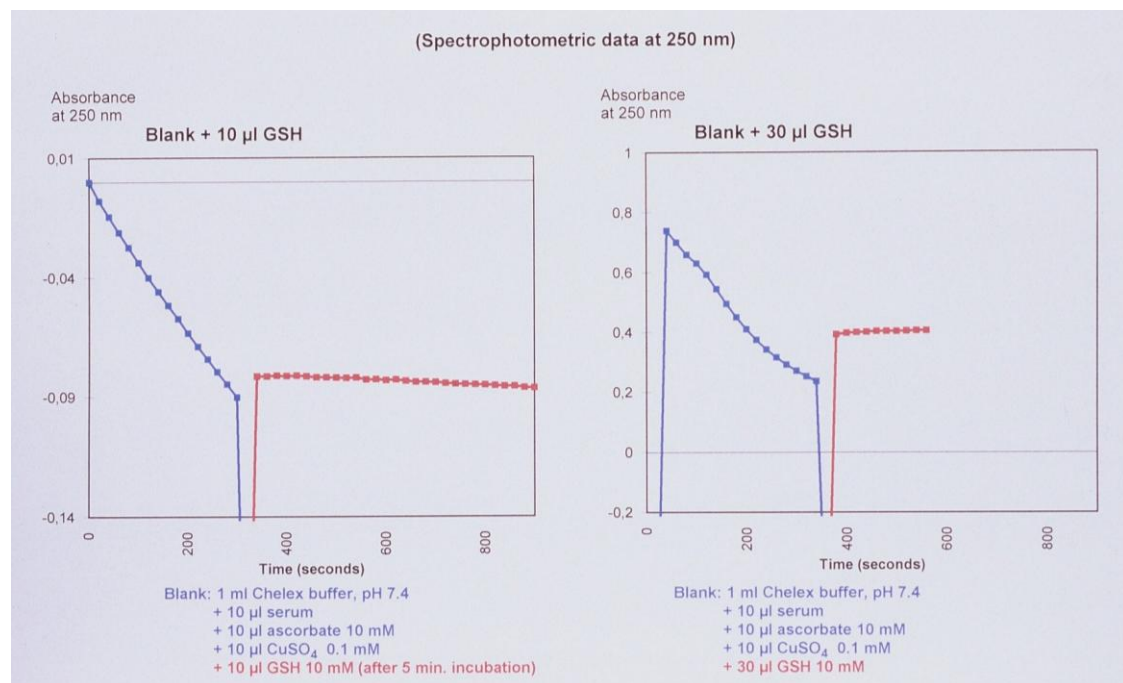 (Spectrophotometric data at 250 nm)
Absorbance
at 250 nm
Blank + 10 µl GSH
0,01
-0,04
-0,09
-0,14
0
200
400
600
800
Time (seconds)
Blank: 1 ml Chelex buffer, pH 7.4
+ 10 µl serum
+ 10 µl ascorbate 10 mM
+ 10 µl CuSO₄ 0.1 mM
+ 10 µl GSH 10 mM (after 5 min. incubation)
Absorbance
at 250 nm
Blank + 30 µl GSH
1
0,8
0,6
0,4
0,2
0
-0,2
0
200
400
600
800
Time (seconds)
Blank: 1 ml Chelex buffer, pH 7.4
+ 10 µl serum
+ 10 µl ascorbate 10 mM
+ 10 µl CuSO₄ 0.1 mM
+ 30 µl GSH 10 mM